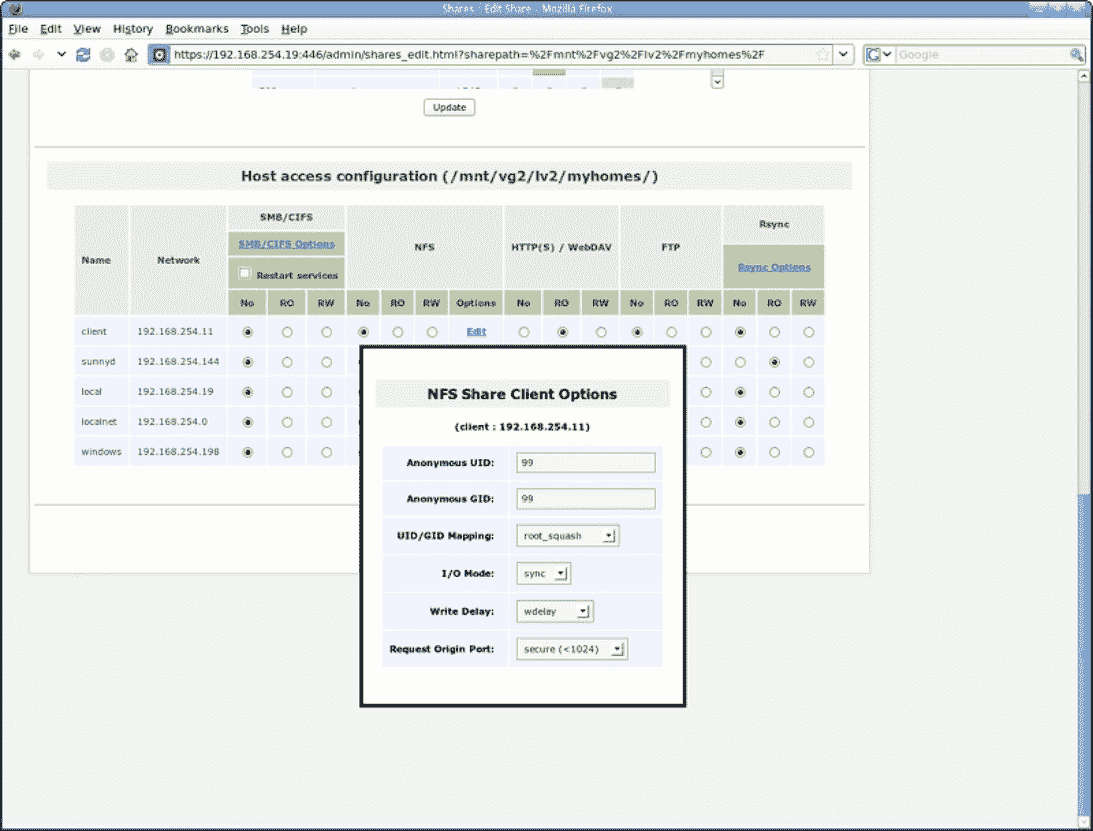 Shares : Edit Share - Mozilla Firefox
File Edit View History Bookmarks Tools Help
https://192.168.254.19:446/admin/shares_edit.html?sharepath=%2Fmnt%2Fvg2%2Flv2%2Fmyhomes%2F
Google
Update
Host access configuration (/mnt/vg2/lv2/myhomes/)
Name Network SMB/CIFS NFS HTTP(S) / WebDAV FTP Rsync
SMB/CIFS Options Rsync Options
Restart services
No RO RW No RO RW Options No RO RW No RO RW No RO RW
client 192.168.254.11 Edit
sunnyd 192.168.254.144
local 192.168.254.19
localnet 192.168.254.0
windows 192.168.254.198
NFS Share Client Options
(client : 192.168.254.11)
Anonymous UID: 99
Anonymous GID: 99
UID/GID Mapping: root_squash
I/O Mode: sync
Write Delay: wdelay
Request Origin Port: secure (<1024)